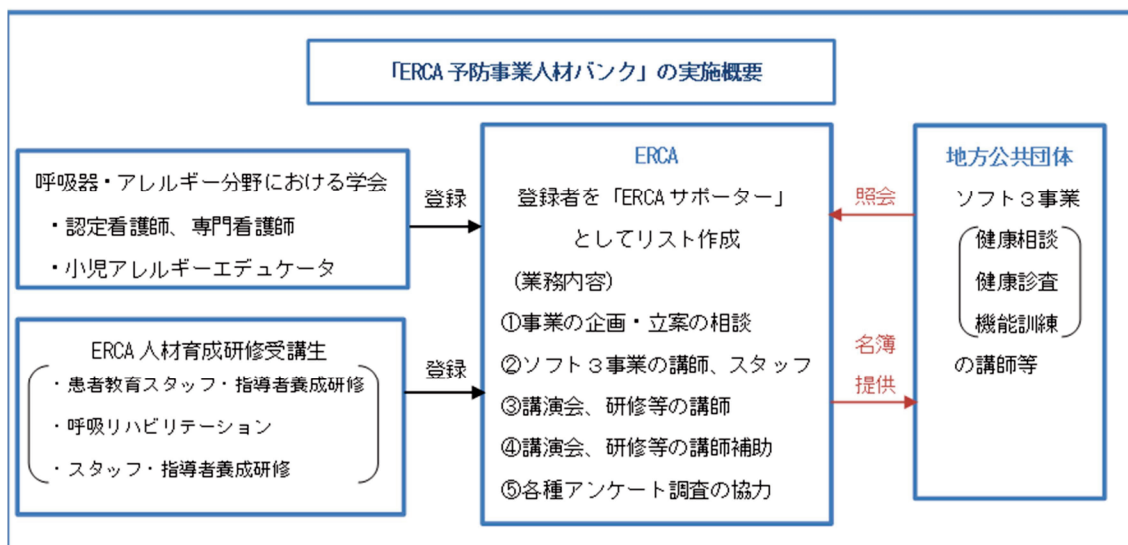 「ERCA 予防事業人材バンク」の実施概要
呼吸器・アレルギー分野における学会
・認定看護師、専門看護師
・小児アレルギーエデュケータ
登録
ERCA 人材育成研修受講生
・患者教育スタッフ・指導者養成研修
・呼吸リハビリテーション
・スタッフ・指導者養成研修
登録
ERCA
登録者を「ERCA サポーター」
としてリスト作成
(業務内容)
①事業の企画・立案の相談
②ソフト３事業の講師、スタッフ
③講演会、研修等の講師
④講演会、研修等の講師補助
⑤各種アンケート調査の協力
照会
名簿
提供
地方公共団体
ソフト３事業
健康相談
健康診査
機能訓練
の講師等